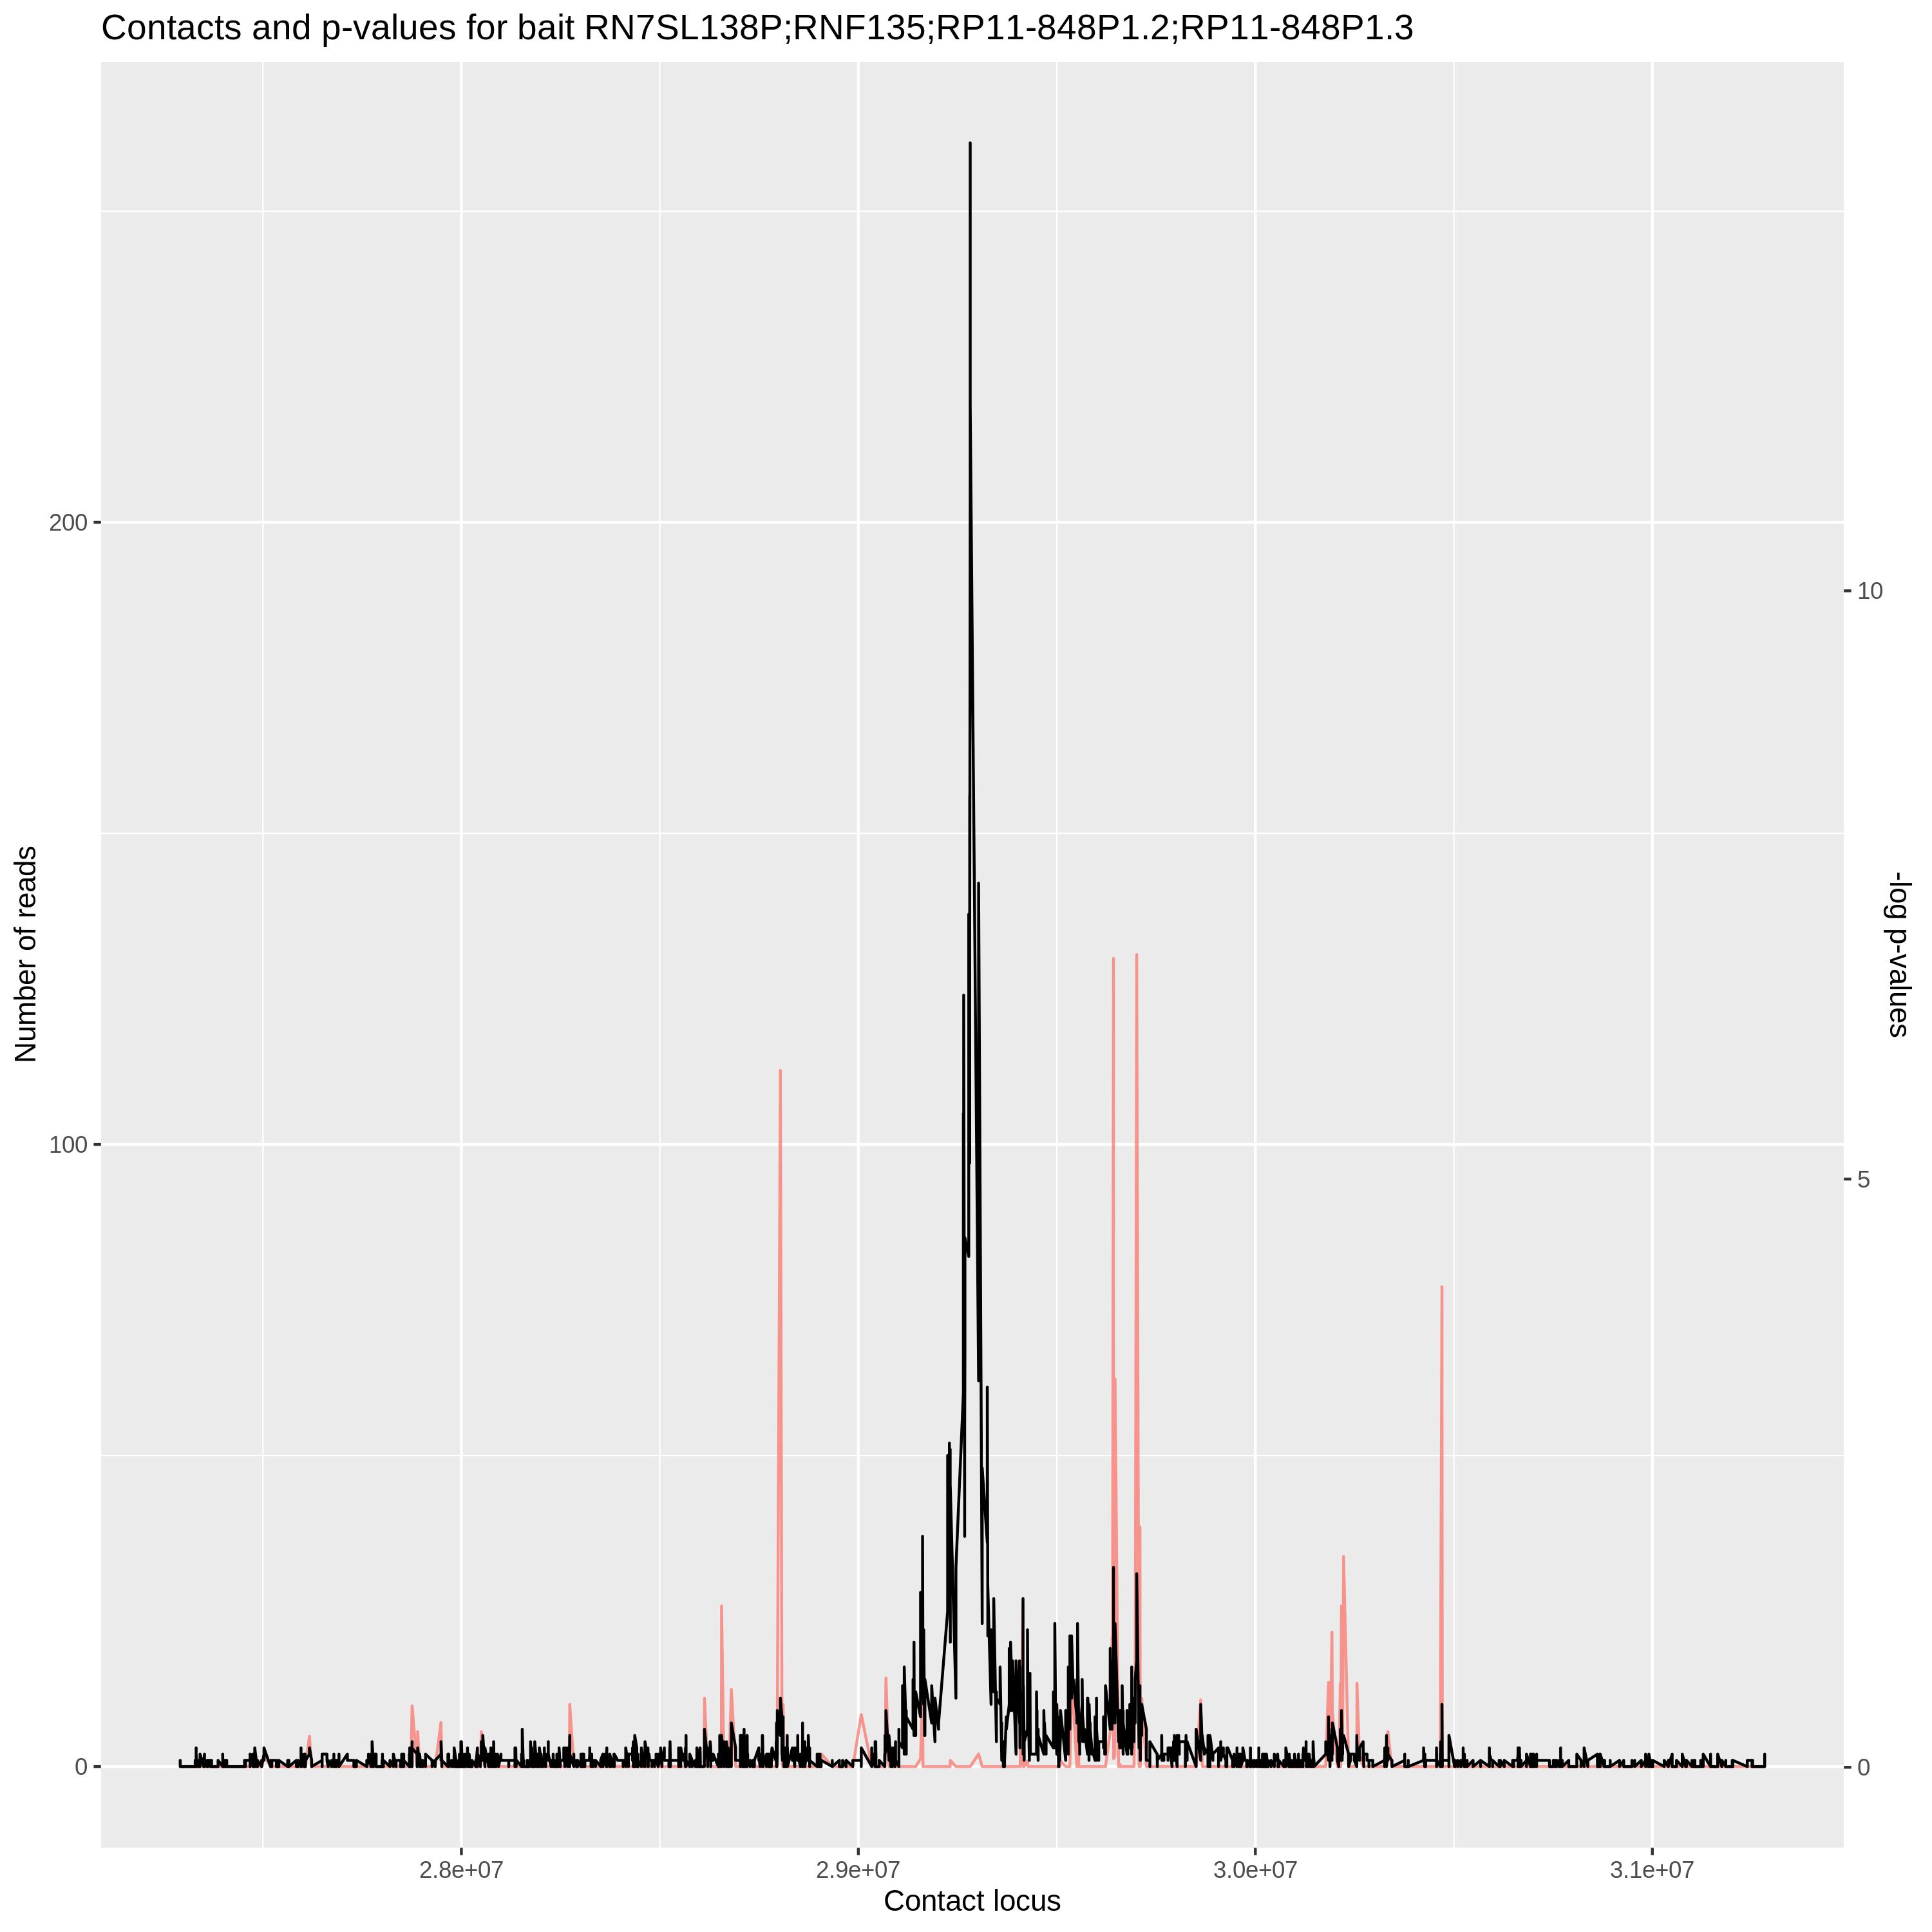 Contacts and p-values for bait RN7SL138P;RNF135;RP11-848P1.2;RP11-848P1.3
Number of reads
200
100
0
10
5
0
-log p-values
2.8e+07
2.9e+07
3.0e+07
3.1e+07
Contact locus